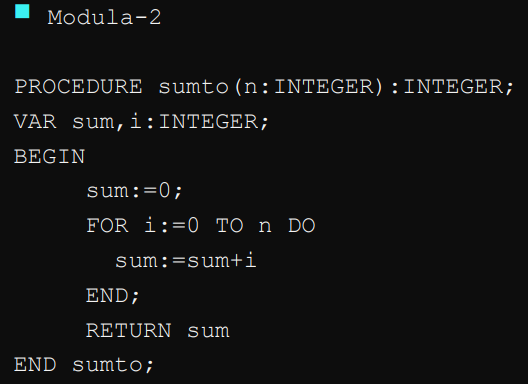 Modula-2
PROCEDURE sumto(n:INTEGER):INTEGER;
VAR sum,i:INTEGER;
BEGIN
sum:=0;
FOR i:=0 TO n DO
sum:=sum+i
END;
RETURN sum
END sumto;